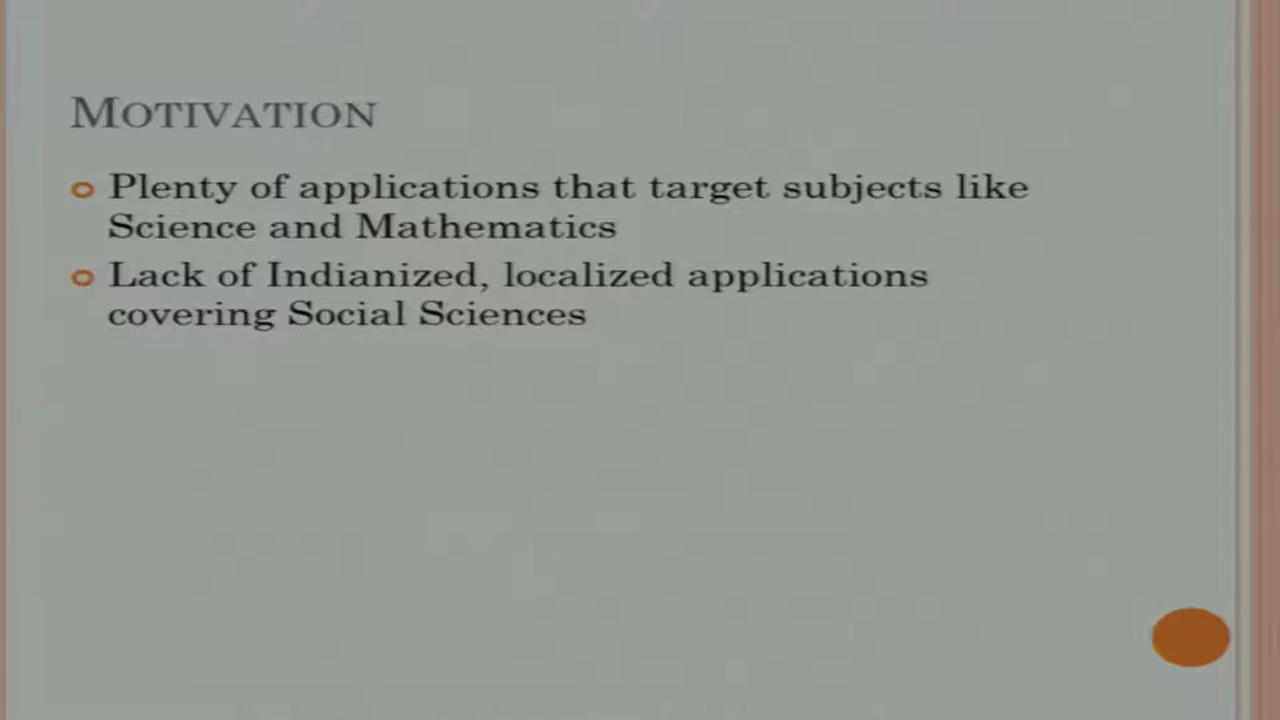 MOTIVATION
Plenty of applications that target subjects like
Science and Mathematics
Lack of Indianized, localized applications
covering Social Sciences